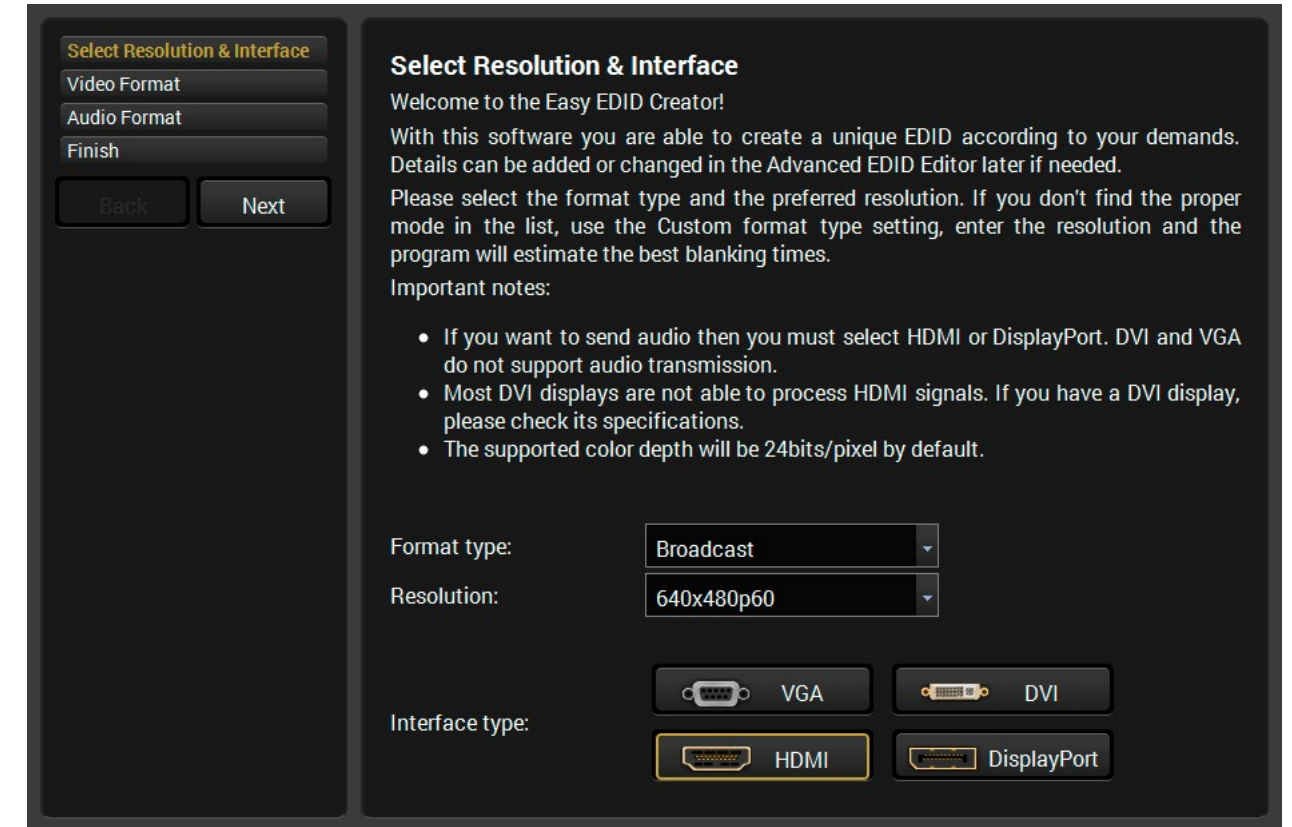 Select Resolution & Interface
Video Format
Audio Format
Finish
Back
Next
Select Resolution & Interface
Welcome to the Easy EDID Creator!
With this software you are able to create a unique EDID according to your demands.
Details can be added or changed in the Advanced EDID Editor later if needed.
Please select the format type and the preferred resolution. If you don't find the proper
mode in the list, use the Custom format type setting, enter the resolution and the
program will estimate the best blanking times.
Important notes:
• If you want to send audio then you must select HDMI or DisplayPort. DVI and VGA
do not support audio transmission.
• Most DVI displays are not able to process HDMI signals. If you have a DVI display,
please check its specifications.
• The supported color depth will be 24bits/pixel by default.
Format type:
Broadcast
Resolution:
640x480p60
Interface type:
VGA
DVI
HDMI
DisplayPort